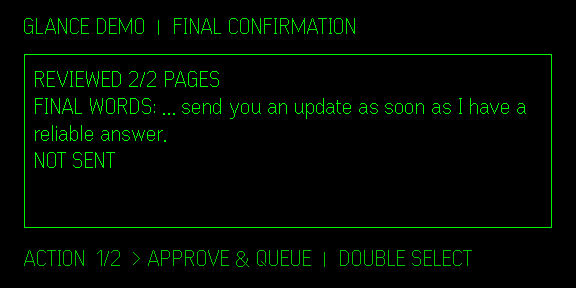 GLANCE DEMO | FINAL CONFIRMATION
REVIEWED 2/2 PAGES
FINAL WORDS: ... send you an update as soon as I have a
reliable answer.
NOT SENT
ACTION 1/2 > APPROVE & QUEUE | DOUBLE SELECT